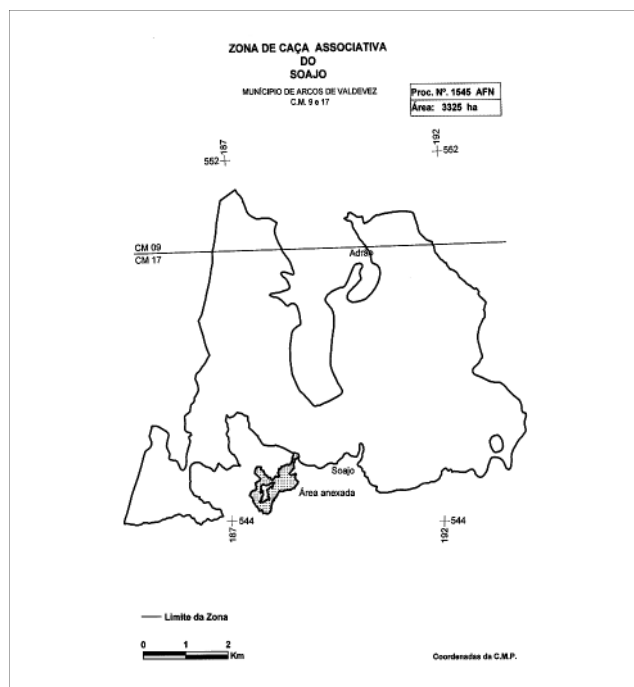 ZONA DE CAÇA ASSOCIATIVA
DO
SOAJO
MUNÍCIPIO DE ARCOS DE VALDEVEZ
C.M. 9 e 17
Proc. Nº. 1545 AFN
Área: 3325 ha
187
552
192
552
CM 09
CM 17
Adrão
Soajo
Área anexada
544
187
544
192
Limite da Zona
0 1 2
Km
Coordenadas da C.M.P.